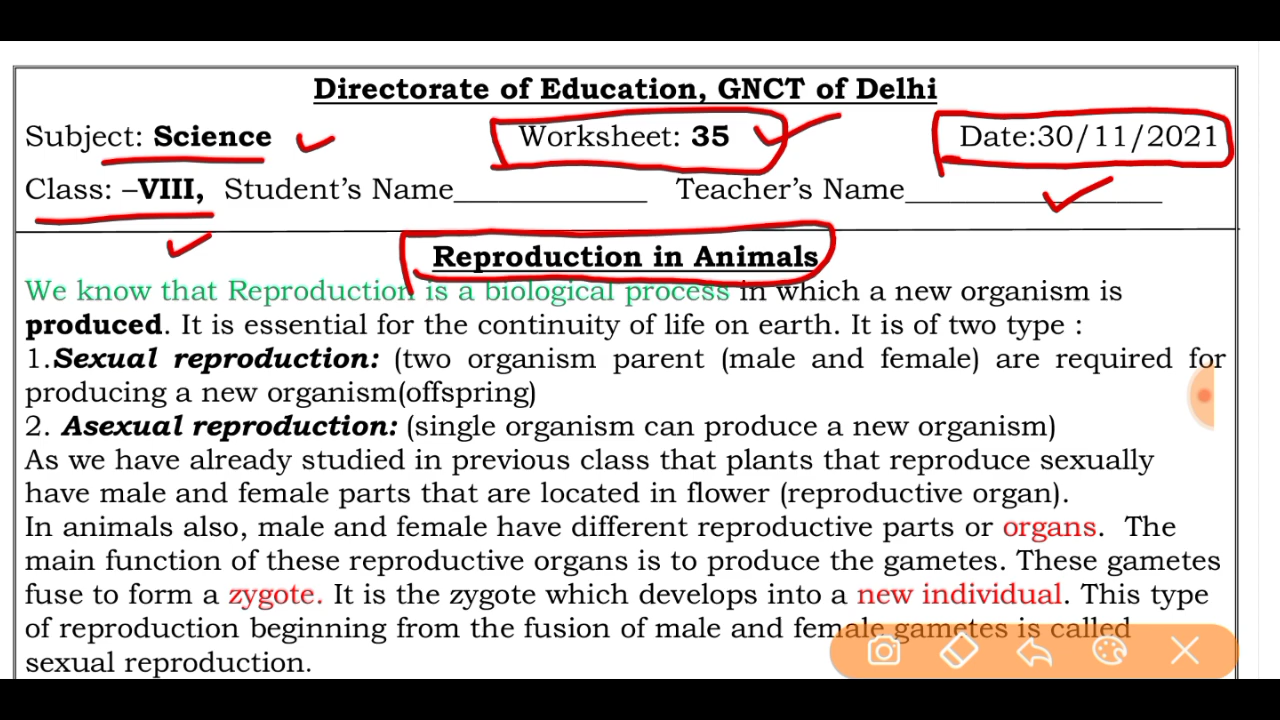 Directorate of Education, GNCT of Delhi
Subject: Science Worksheet: 35 Date:30/11/2021
Class: –VIII, Student's Name_____________ Teacher's Name_________________
Reproduction in Animals
We know that Reproduction is a biological process in which a new organism is
produced. It is essential for the continuity of life on earth. It is of two type :
1.Sexual reproduction: (two organism parent (male and female) are required for
producing a new organism(offspring)
2. Asexual reproduction: (single organism can produce a new organism)
As we have already studied in previous class that plants that reproduce sexually
have male and female parts that are located in flower (reproductive organ).
In animals also, male and female have different reproductive parts or organs. The
main function of these reproductive organs is to produce the gametes. These gametes
fuse to form a zygote. It is the zygote which develops into a new individual. This type
of reproduction beginning from the fusion of male and female gametes is called
sexual reproduction.